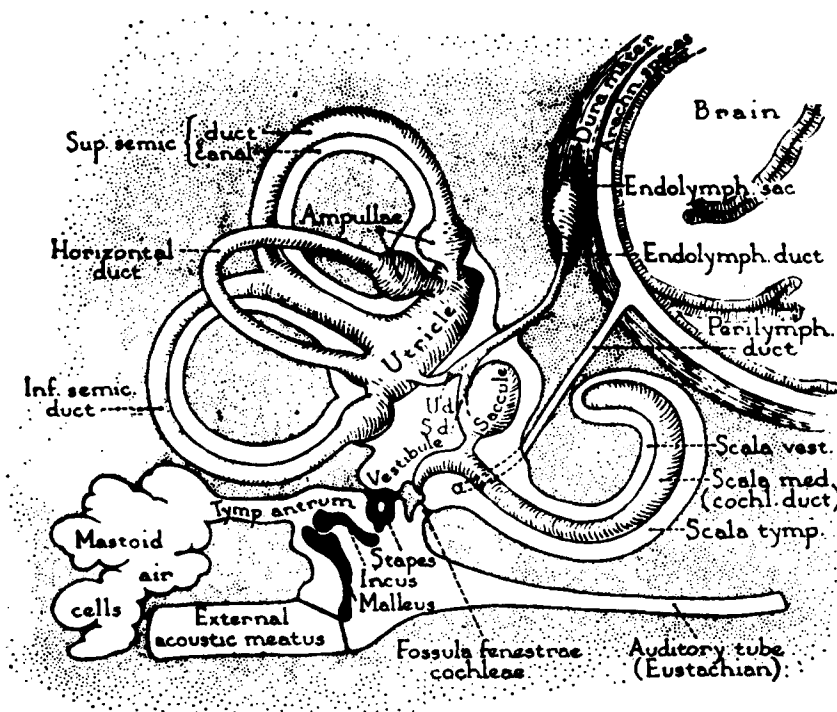 Dura mater
Arachn. spaces
Brain
Sup. semic { duct
canal
Endolymph. sac
Ampullae
Horizontal
duct
Endolymph. duct
Utricle
Perilymph.
duct
Inf. semic.
duct
U.d.
S.d.
Saccule
Vestibule
Scala vest.
a
Scala med.
(cochl. duct)
Tymp antrum
Scala tymp.
Mastoid
air
cells
Stapes
Incus
Malleus
External
acoustic meatus
Fossula fenestrae
cochleae
Auditory tube
(Eustachian)